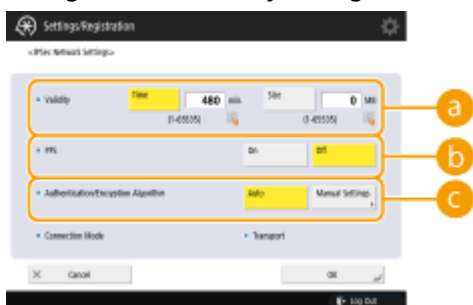 Settings/Registration
<IPSec Network Settings>
Validity Time 480 min. Size 0 MB
(1-65535) (0-65535)
a
PFS On Off
b
Authentication/Encryption Algorithm Auto Manual Settings
c
Connection Mode Transport
Cancel OK
Log Out